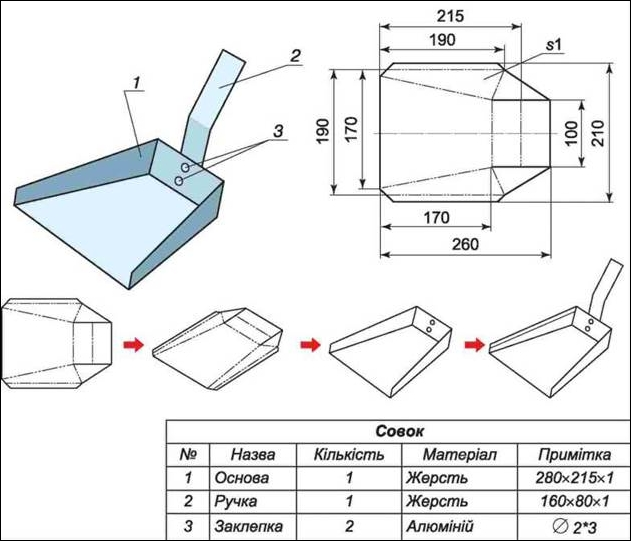 215
190
s1
1
2
3
190
170
100
210
170
260
Совок
№ Назва Кількість Матеріал Примітка
1 Основа 1 Жерсть 280×215×1
2 Ручка 1 Жерсть 160×80×1
3 Заклепка 2 Алюміній ∅ 2*3